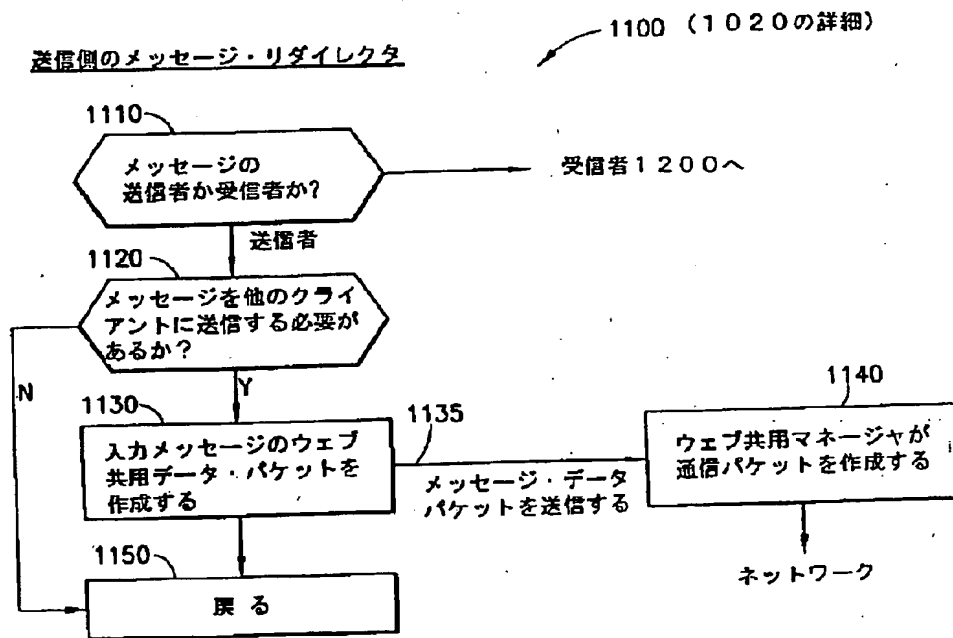 1100 （1020の詳細）
送信側のメッセージ・リダイレクタ
1110
メッセージの
送信者か受信者か？
受信者1200へ
送信者
1120
メッセージを他のクライ
アントに送信する必要が
あるか？
N
Y
1130
入力メッセージのウェブ
共用データ・パケットを
作成する
1135
メッセージ・データ
パケットを送信する
1140
ウェブ共用マネージャが
通信パケットを作成する
ネットワーク
1150
戻る